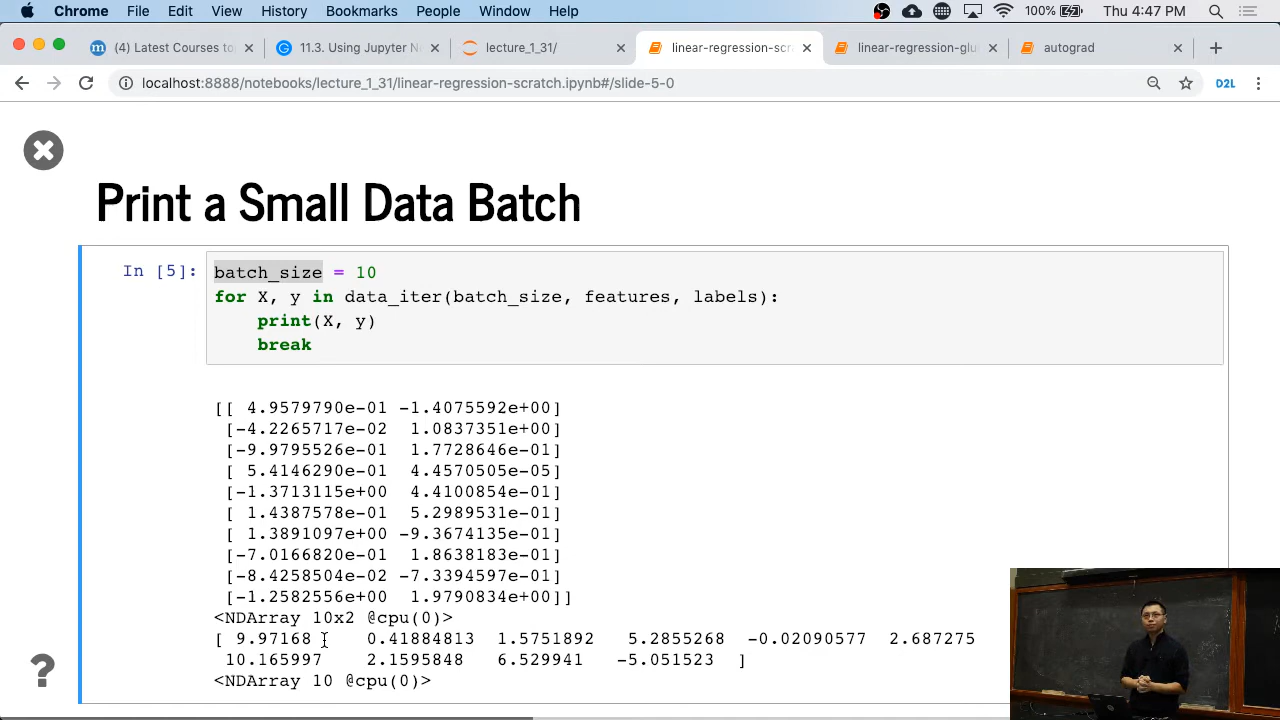 Chrome File Edit View History Bookmarks People Window Help 100% Thu 4:47 PM
(4) Latest Courses to 11.3. Using Jupyter Ne lecture_1_31/ linear-regression-scra linear-regression-glu autograd
localhost:8888/notebooks/lecture_1_31/linear-regression-scratch.ipynb#/slide-5-0 D2L
Print a Small Data Batch
In [5]: batch_size = 10
for X, y in data_iter(batch_size, features, labels):
print(X, y)
break
[[ 4.9579790e-01 -1.4075592e+00]
[-4.2265717e-02 1.0837351e+00]
[-9.9795526e-01 1.7728646e-01]
[ 5.4146290e-01 4.4570505e-05]
[-1.3713115e+00 4.4100854e-01]
[ 1.4387578e-01 5.2989531e-01]
[ 1.3891097e+00 -9.3674135e-01]
[-7.0166820e-01 1.8638183e-01]
[-8.4258504e-02 -7.3394597e-01]
[-1.2582556e+00 1.9790834e-01]]
<NDArray 10x2 @cpu(0)>
[ 9.97168 0.41884813 1.5751892 5.2855268 -0.02090577 2.687275
10.165997 2.1595848 6.529941 -5.051523 ]
<NDArray 10 @cpu(0)>